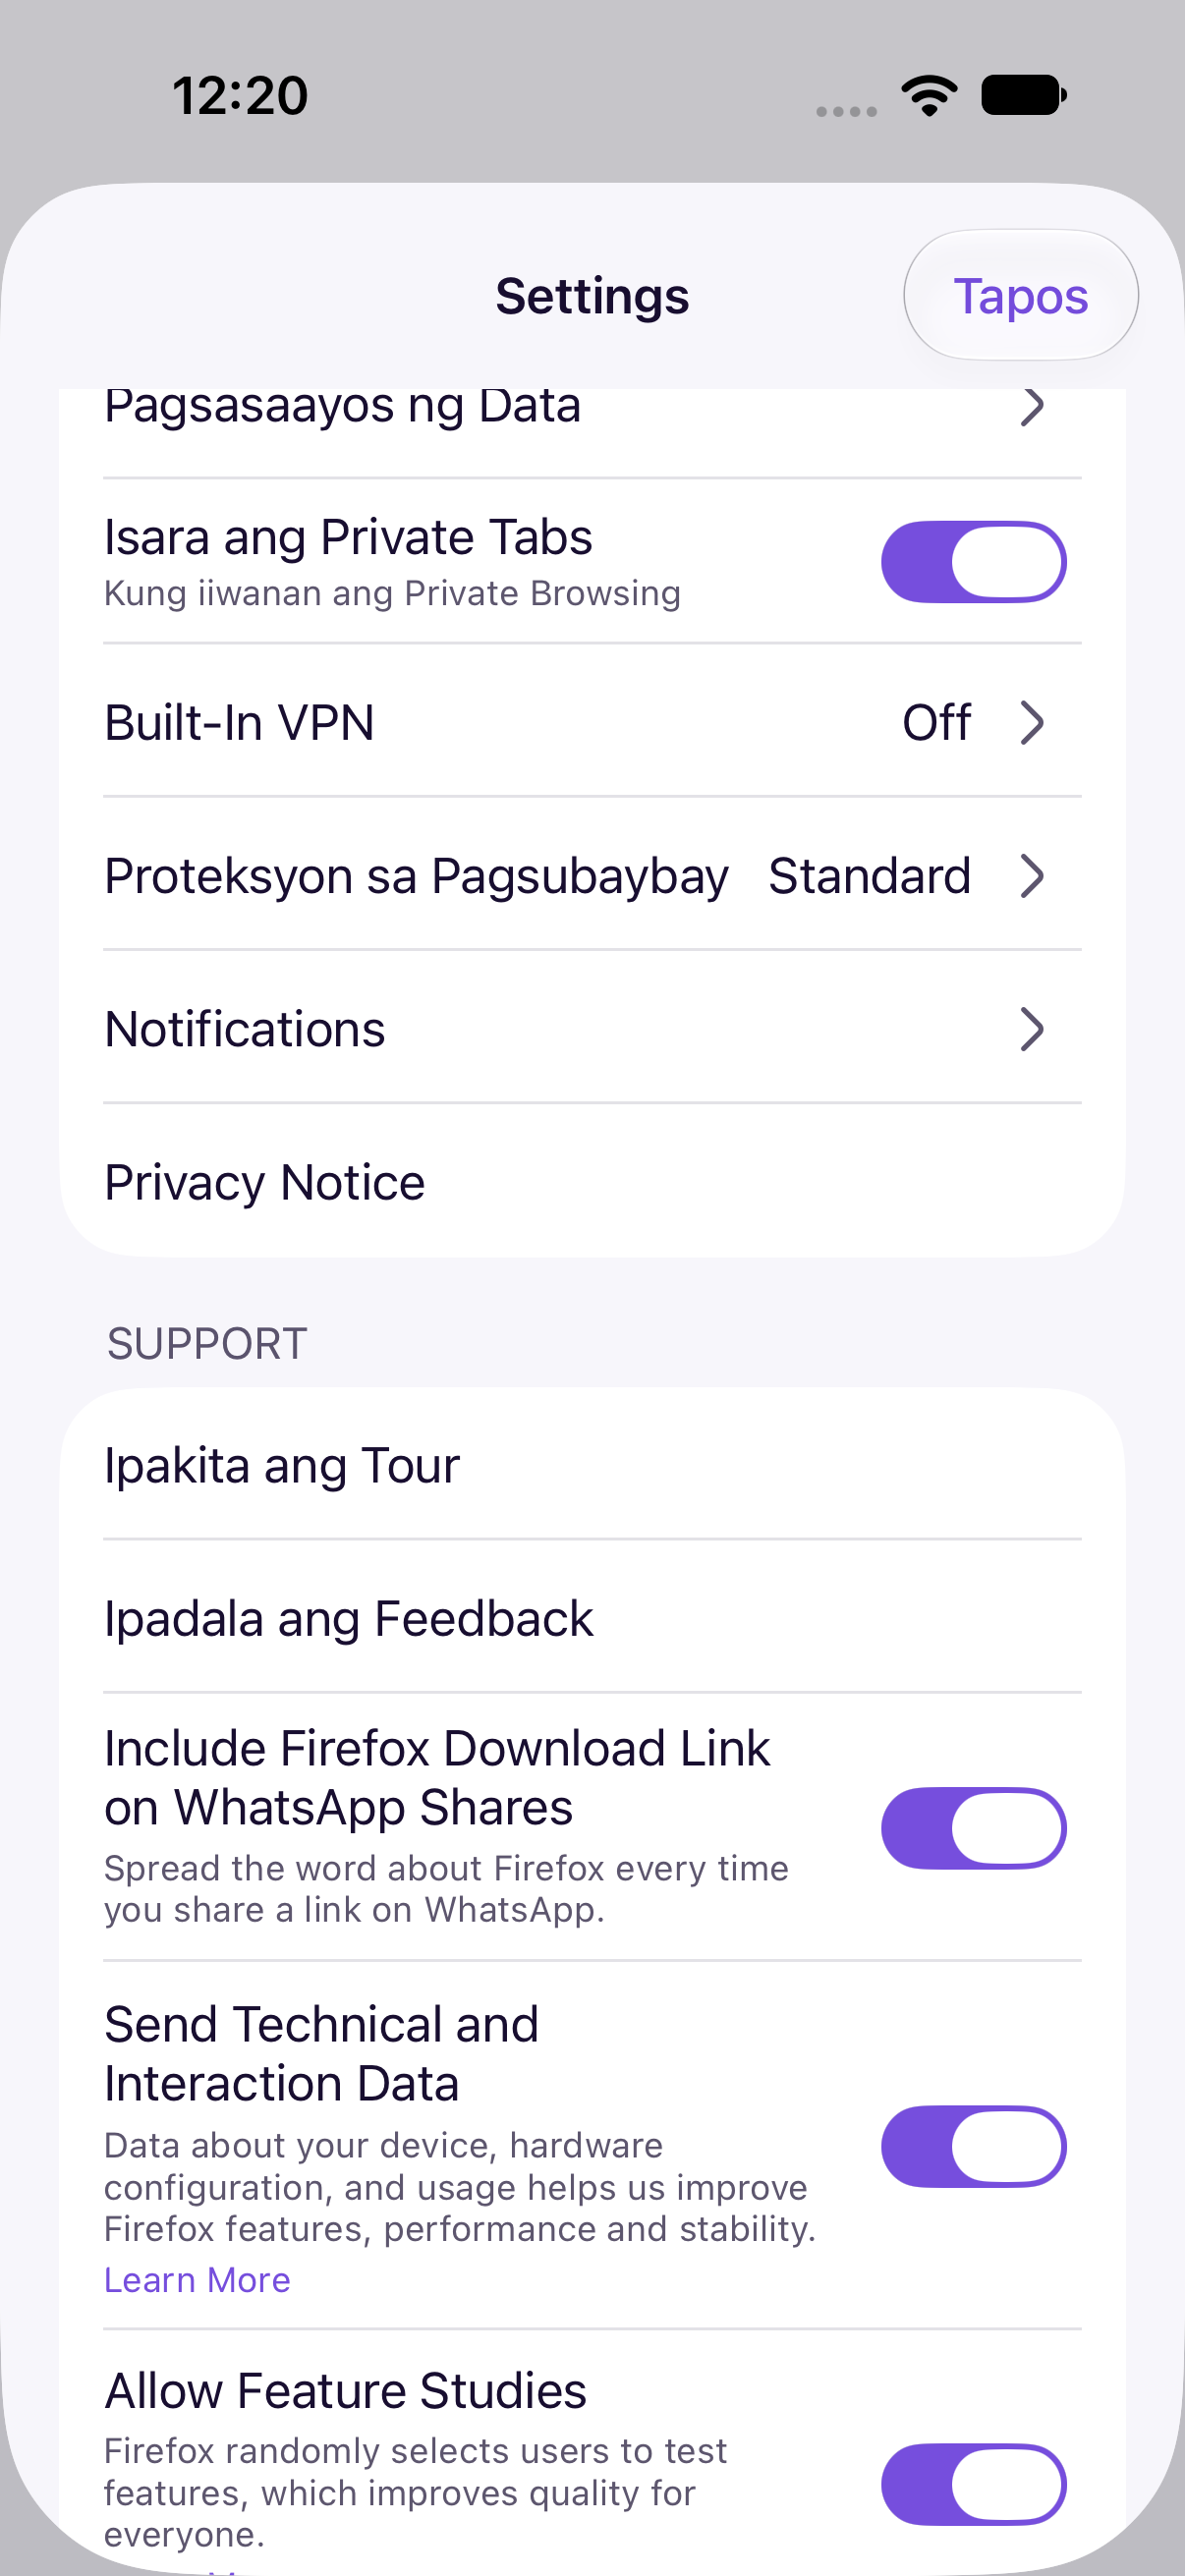 12:20
Settings
Tapos
Pagsasaayos ng Data
Isara ang Private Tabs
Kung iiwanan ang Private Browsing
Built-In VPN Off
Proteksyon sa Pagsubaybay Standard
Notifications
Privacy Notice
SUPPORT
Ipakita ang Tour
Ipadala ang Feedback
Include Firefox Download Link
on WhatsApp Shares
Spread the word about Firefox every time
you share a link on WhatsApp.
Send Technical and
Interaction Data
Data about your device, hardware
configuration, and usage helps us improve
Firefox features, performance and stability.
Learn More
Allow Feature Studies
Firefox randomly selects users to test
features, which improves quality for
everyone.